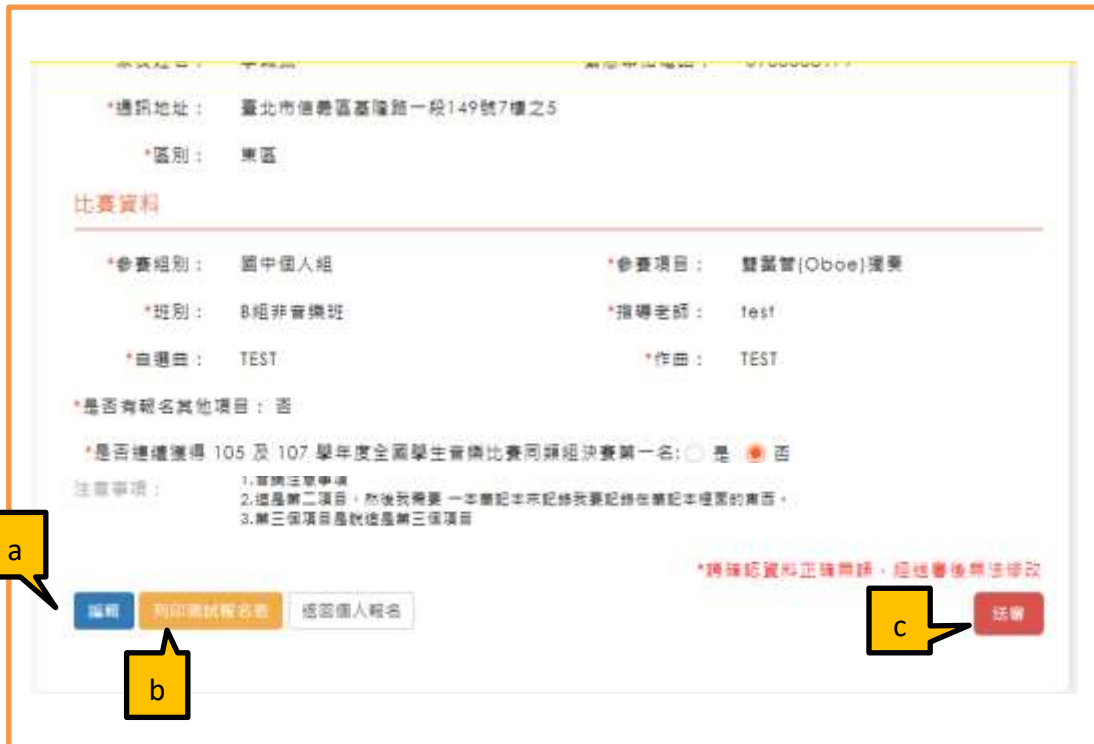 *通訊地址： 臺北市信義區基隆路一段149號7樓之5
*區別： 東區
比賽資料
*參賽組別： 國中個人組 *參賽項目： 雙簧管(Oboe)獨奏
*班別： B組非音樂班 *指導老師： test
*自選曲： TEST *作曲： TEST
*是否有報名其他項目： 否
*是否連續獲得 105 及 107 學年度全國學生音樂比賽同類組決賽第一名: 是 否
注意事項： 1.音樂注意事項
2.這是第二項目，然後我需要 一本筆記本來記錄我要記錄在筆記本裡面的東西。
3.第三個項目是說這是第三個項目
a
*請確認資料正確無誤，經送審後無法修改
編輯 列印測試報名表 返回個人報名 送審
c
b